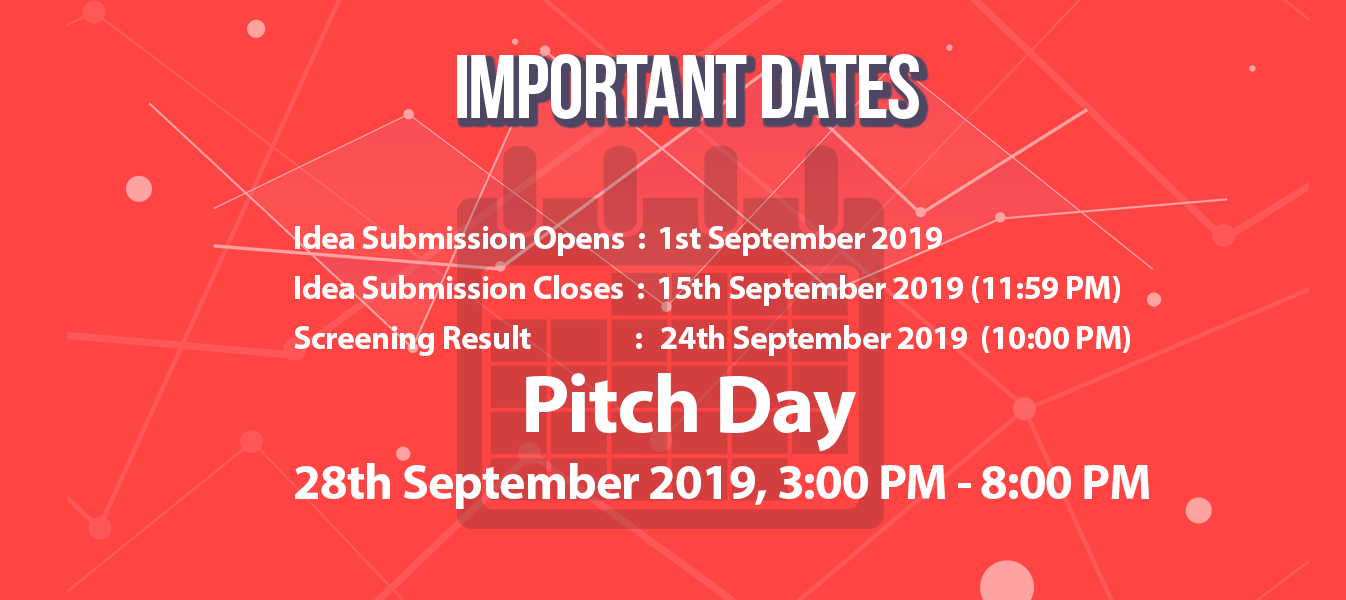 IMPORTANT DATES
Idea Submission Opens : 1st September 2019
Idea Submission Closes : 15th September 2019 (11:59 PM)
Screening Result : 24th September 2019 (10:00 PM)
Pitch Day
28th September 2019, 3:00 PM - 8:00 PM